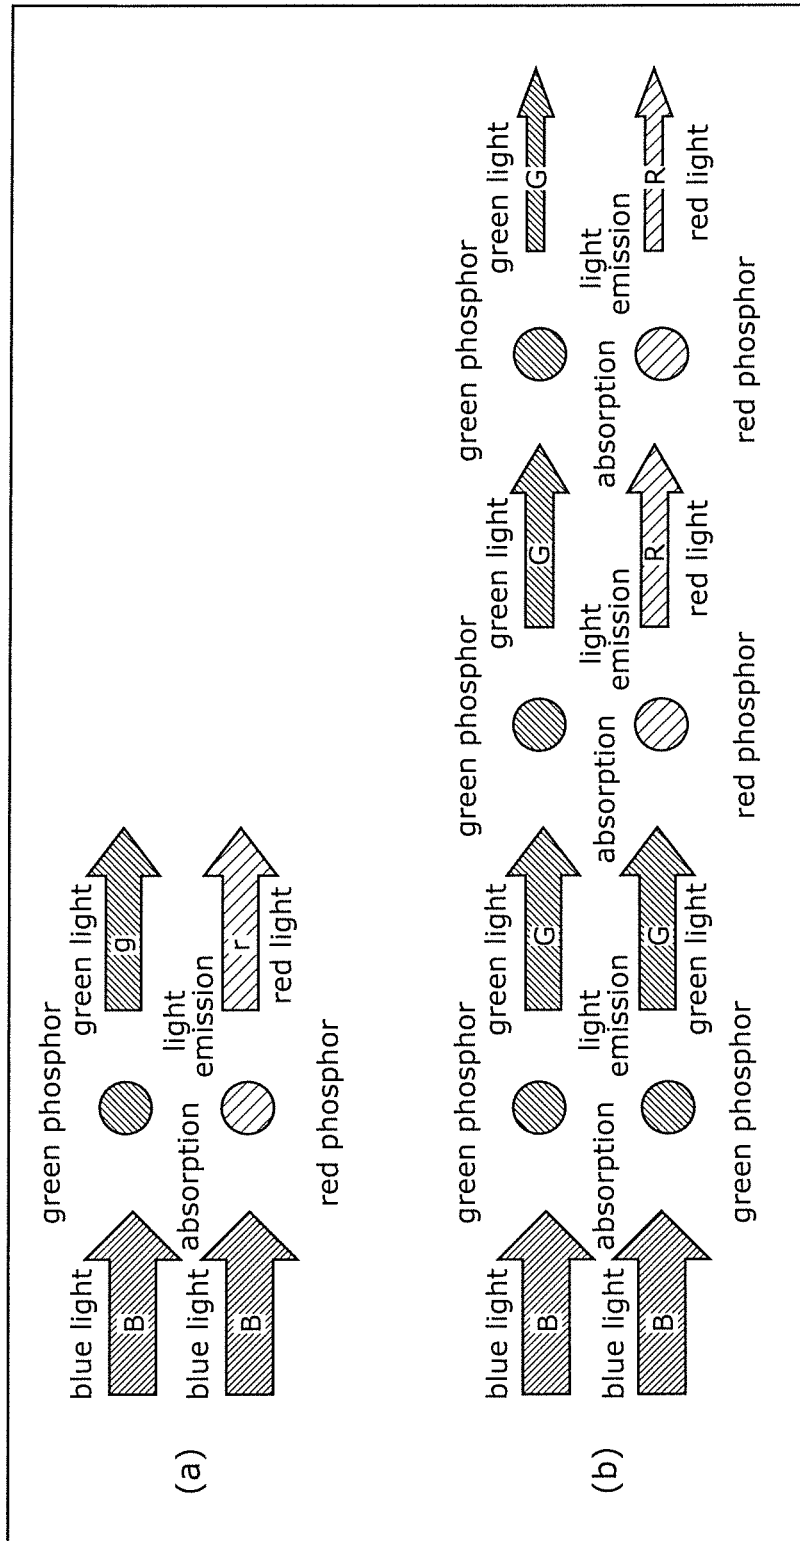 green phosphor
blue light green light
B g
(a) absorption light
emission
blue light
B r
red light
red phosphor
green phosphor green phosphor green phosphor
blue light green light green light green light
B G G G
(b) absorption light absorption light absorption light
emission emission emission
blue light
B G R R
green light red light red light
green phosphor red phosphor red phosphor